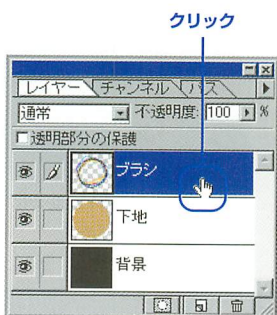 クリック
レイヤー チャンネル パス
通常 不透明度: 100 %
透明部分の保護
ブラシ
下地
背景